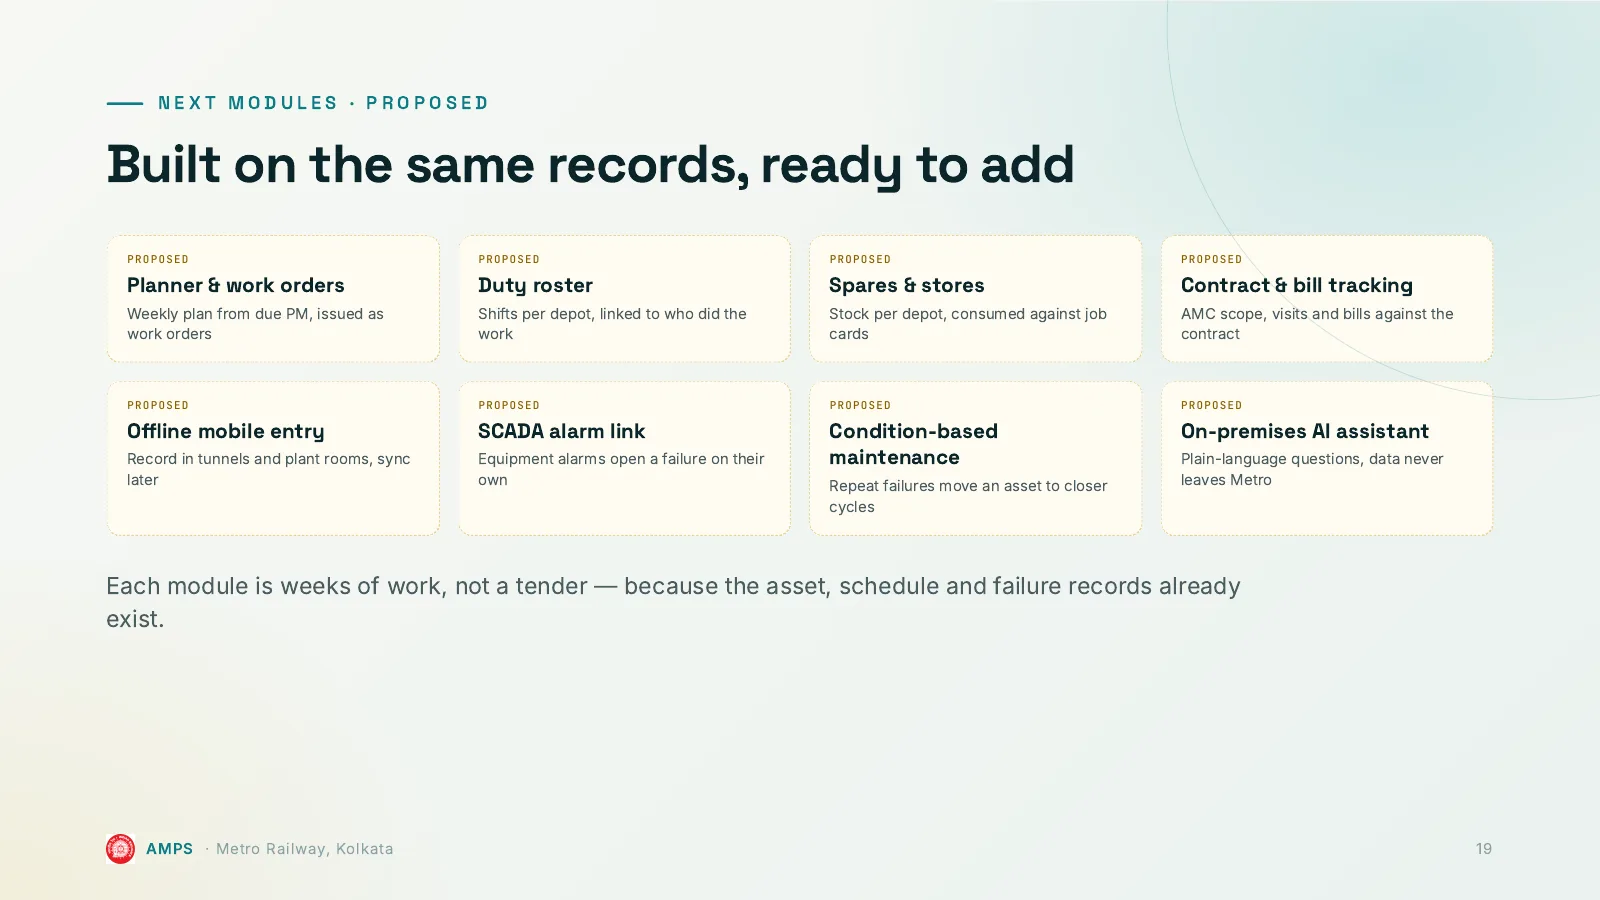 NEXT MODULES · PROPOSED
Built on the same records, ready to add
PROPOSED
Planner & work orders
Weekly plan from due PM, issued as
work orders
PROPOSED
Duty roster
Shifts per depot, linked to who did the
work
PROPOSED
Spares & stores
Stock per depot, consumed against job
cards
PROPOSED
Contract & bill tracking
AMC scope, visits and bills against the
contract
PROPOSED
Offline mobile entry
Record in tunnels and plant rooms, sync
later
PROPOSED
SCADA alarm link
Equipment alarms open a failure on their
own
PROPOSED
Condition-based
maintenance
Repeat failures move an asset to closer
cycles
PROPOSED
On-premises AI assistant
Plain-language questions, data never
leaves Metro
Each module is weeks of work, not a tender — because the asset, schedule and failure records already
exist.
AMPS · Metro Railway, Kolkata
19